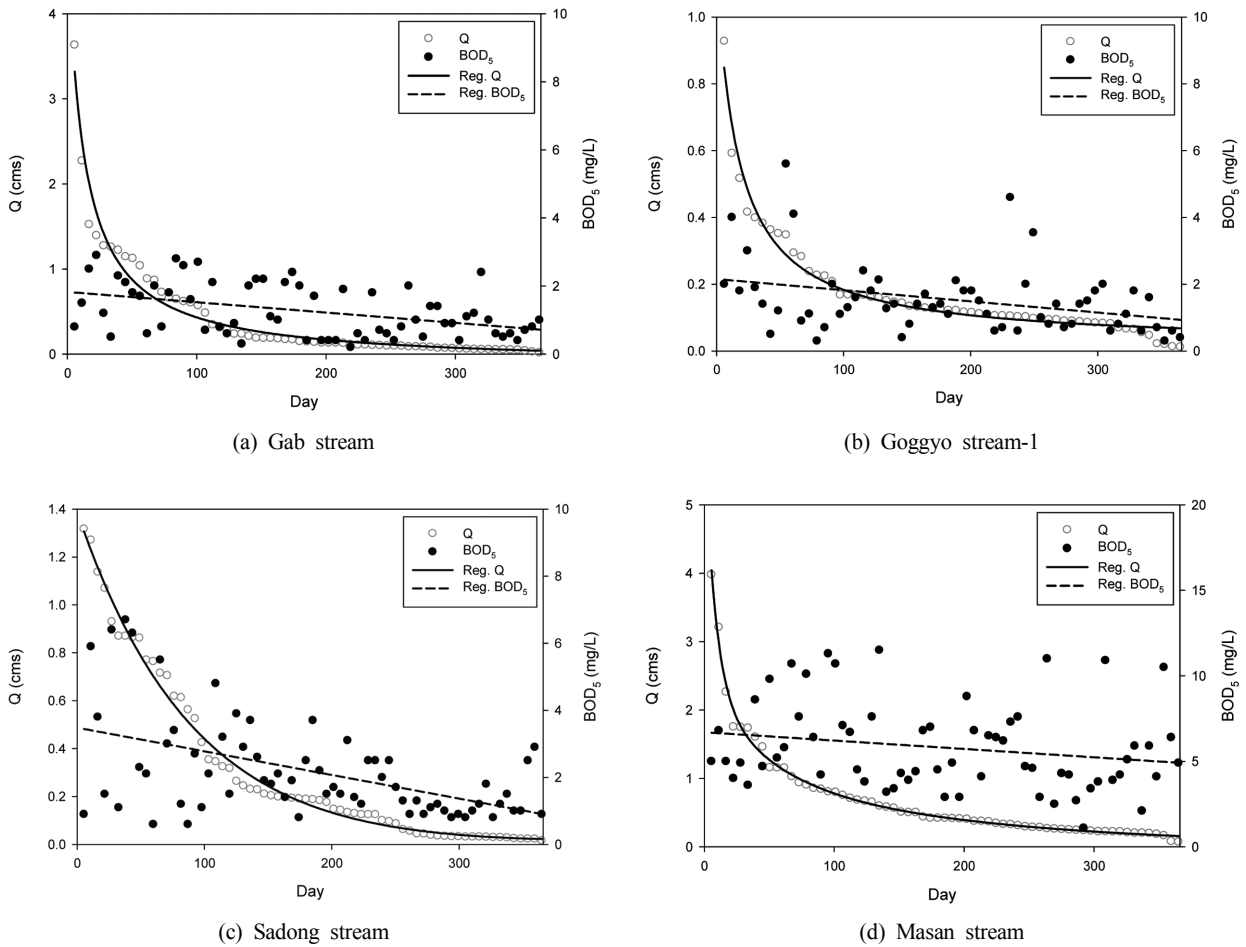 4
3
2
1
0
Q (cms)
10
8
6
4
2
0
BOD5 (mg/L)
Q
BOD5
Reg. Q
Reg. BOD5
0 100 200 300
Day
(a) Gab stream
1.0
0.8
0.6
0.4
0.2
0.0
Q (cms)
10
8
6
4
2
0
BOD5 (mg/L)
Q
BOD5
Reg. Q
Reg. BOD5
0 100 200 300
Day
(b) Goggyo stream-1
1.4
1.2
1.0
0.8
0.6
0.4
0.2
0.0
Q (cms)
10
8
6
4
2
0
BOD5 (mg/L)
Q
BOD5
Reg. Q
Reg. BOD5
0 100 200 300
Day
(c) Sadong stream
5
4
3
2
1
0
Q (cms)
20
15
10
5
0
BOD5 (mg/L)
Q
BOD5
Reg. Q
Reg. BOD5
0 100 200 300
Day
(d) Masan stream